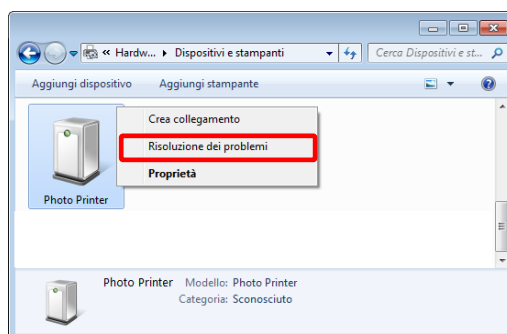 « Hardw... ▸ Dispositivi e stampanti
Cerca Dispositivi e st...
Aggiungi dispositivo Aggiungi stampante
Crea collegamento
Risoluzione dei problemi
Proprietà
Photo Printer
Photo Printer Modello: Photo Printer
Categoria: Sconosciuto